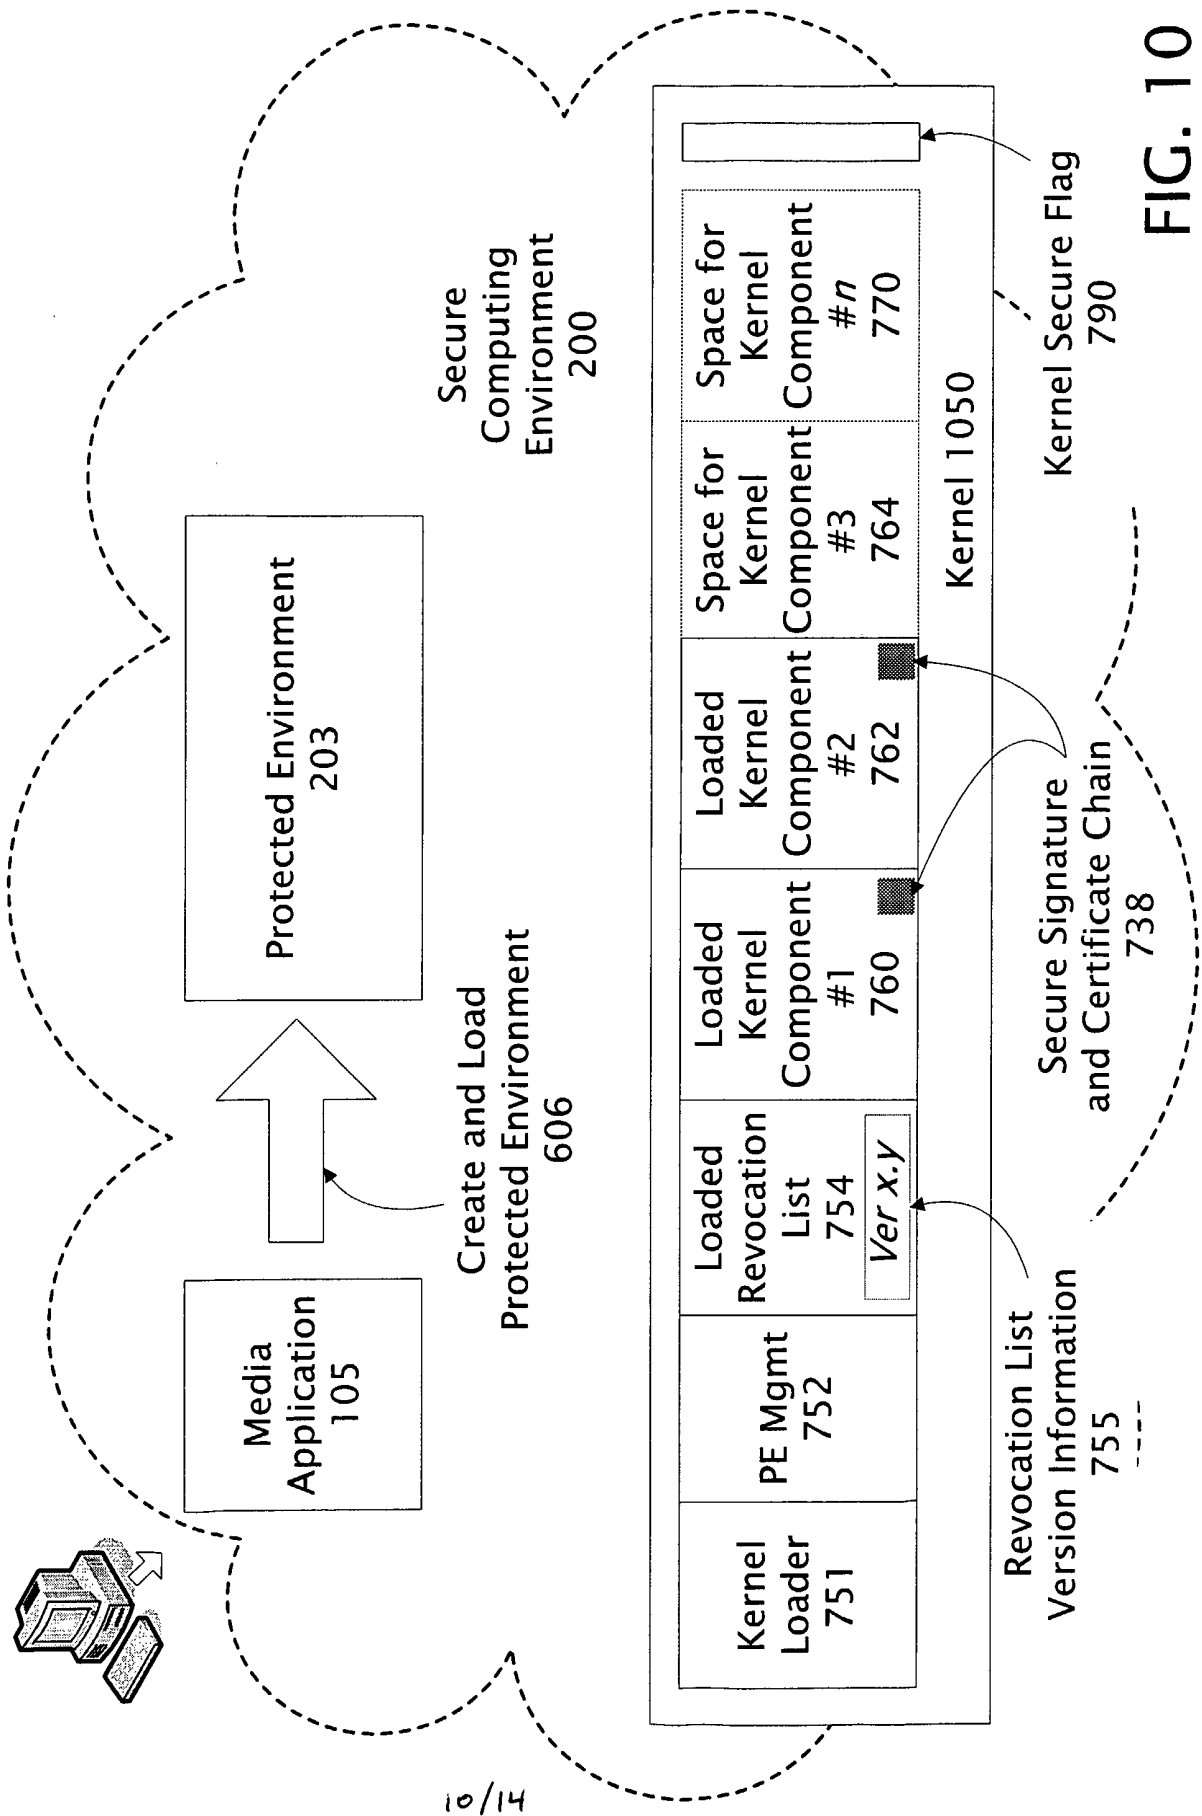 10/14
Media
Application
105
Create and Load
Protected Environment
606
Protected Environment
203
Secure
Computing
Environment
200
Kernel
Loader
751
PE Mgmt
752
Loaded
Revocation
List
754
Ver x.y
Loaded
Kernel
Component
#1
760
Loaded
Kernel
Component
#2
762
Space for
Kernel
Component
#3
764
Space for
Kernel
Component
#n
770
Kernel 1050
Revocation List
Version Information
755
Secure Signature
and Certificate Chain
738
Kernel Secure Flag
790
FIG. 10